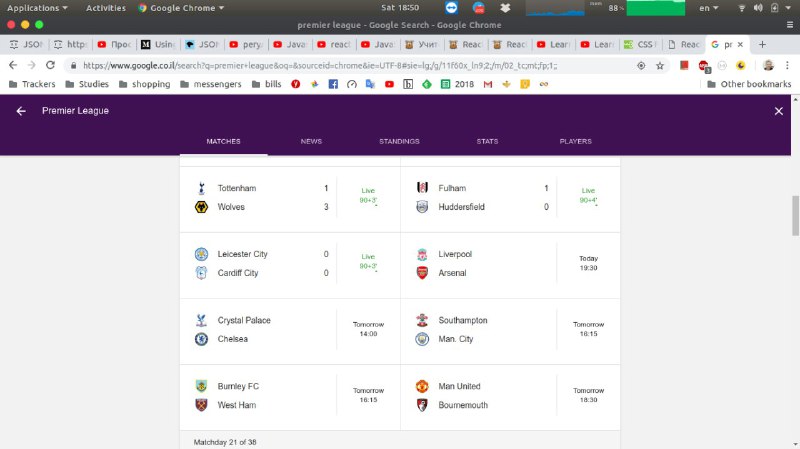 Applications Activities Google Chrome Sat 18:50 mem 88% en
premier league - Google Search - Google Chrome
JSON https Прос Using JSON pery. Java react Java Учит React React Learn Learn CSS React pr
https://www.google.co.il/search?q=premier+league&oq=&sourceid=chrome&ie=UTF-8#sie=lg;/g/11f60x_ln9;2;/m/02_tc;mt;fp;1;;
Trackers Studies shopping messengers bills 2018 Other bookmarks
Premier League
MATCHES NEWS STANDINGS STATS PLAYERS
Tottenham 1
Wolves 3
Live
90+3'
Fulham 1
Huddersfield 0
Live
90+4'
Leicester City 0
Cardiff City 0
Live
90+3'
Liverpool
Arsenal
Today
19:30
Crystal Palace
Chelsea
Tomorrow
14:00
Southampton
Man. City
Tomorrow
16:15
Burnley FC
West Ham
Tomorrow
16:15
Man United
Bournemouth
Tomorrow
18:30
Matchday 21 of 38